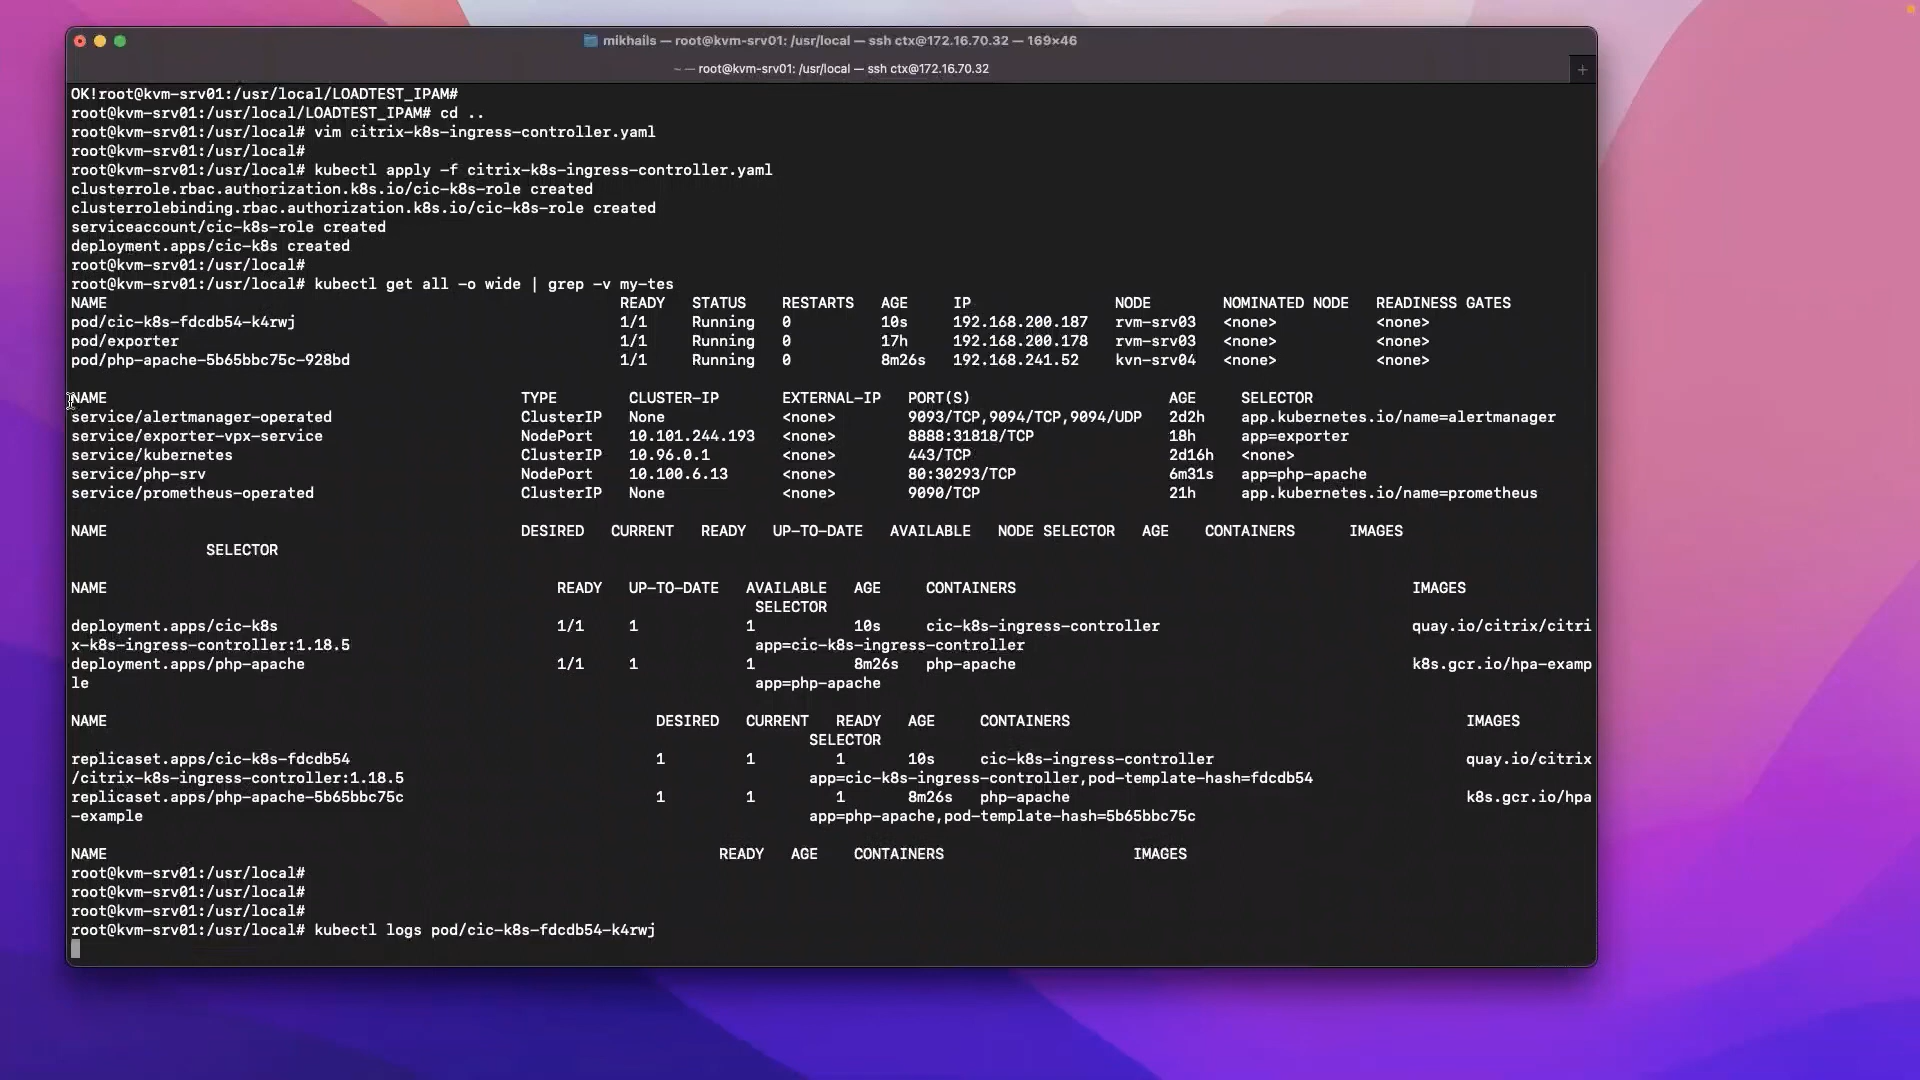 mikhails — root@kvm-srv01: /usr/local — ssh ctx@172.16.70.32 — 169×46
~ — root@kvm-srv01: /usr/local — ssh ctx@172.16.70.32
+
OK!root@kvm-srv01:/usr/local/LOADTEST_IPAM#
root@kvm-srv01:/usr/local/LOADTEST_IPAM# cd ..
root@kvm-srv01:/usr/local# vim citrix-k8s-ingress-controller.yaml
root@kvm-srv01:/usr/local#
root@kvm-srv01:/usr/local# kubectl apply -f citrix-k8s-ingress-controller.yaml
clusterrole.rbac.authorization.k8s.io/cic-k8s-role created
clusterrolebinding.rbac.authorization.k8s.io/cic-k8s-role created
serviceaccount/cic-k8s-role created
deployment.apps/cic-k8s created
root@kvm-srv01:/usr/local#
root@kvm-srv01:/usr/local# kubectl get all -o wide | grep -v my-tes
NAME READY STATUS RESTARTS AGE IP NODE NOMINATED NODE READINESS GATES
pod/cic-k8s-fdcdb54-k4rwj 1/1 Running 0 10s 192.168.200.187 rvm-srv03 <none> <none>
pod/exporter 1/1 Running 0 17h 192.168.200.178 rvm-srv03 <none> <none>
pod/php-apache-5b65bbc75c-928bd 1/1 Running 0 8m26s 192.168.241.52 kvn-srv04 <none> <none>
NAME TYPE CLUSTER-IP EXTERNAL-IP PORT(S) AGE SELECTOR
service/alertmanager-operated ClusterIP None <none> 9093/TCP,9094/TCP,9094/UDP 2d2h app.kubernetes.io/name=alertmanager
service/exporter-vpx-service NodePort 10.101.244.193 <none> 8888:31818/TCP 18h app=exporter
service/kubernetes ClusterIP 10.96.0.1 <none> 443/TCP 2d16h <none>
service/php-srv NodePort 10.100.6.13 <none> 80:30293/TCP 6m31s app=php-apache
service/prometheus-operated ClusterIP None <none> 9090/TCP 21h app.kubernetes.io/name=prometheus
NAME DESIRED CURRENT READY UP-TO-DATE AVAILABLE NODE SELECTOR AGE CONTAINERS IMAGES
SELECTOR
NAME READY UP-TO-DATE AVAILABLE AGE CONTAINERS IMAGES
SELECTOR
deployment.apps/cic-k8s 1/1 1 1 10s cic-k8s-ingress-controller quay.io/citrix/citri
x-k8s-ingress-controller:1.18.5 app=cic-k8s-ingress-controller
deployment.apps/php-apache 1/1 1 1 8m26s php-apache k8s.gcr.io/hpa-examp
le app=php-apache
NAME DESIRED CURRENT READY AGE CONTAINERS IMAGES
SELECTOR
replicaset.apps/cic-k8s-fdcdb54 1 1 1 10s cic-k8s-ingress-controller quay.io/citrix
/citrix-k8s-ingress-controller:1.18.5 app=cic-k8s-ingress-controller,pod-template-hash=fdcdb54
replicaset.apps/php-apache-5b65bbc75c 1 1 1 8m26s php-apache k8s.gcr.io/hpa
-example app=php-apache,pod-template-hash=5b65bbc75c
NAME READY AGE CONTAINERS IMAGES
root@kvm-srv01:/usr/local#
root@kvm-srv01:/usr/local#
root@kvm-srv01:/usr/local#
root@kvm-srv01:/usr/local# kubectl logs pod/cic-k8s-fdcdb54-k4rwj